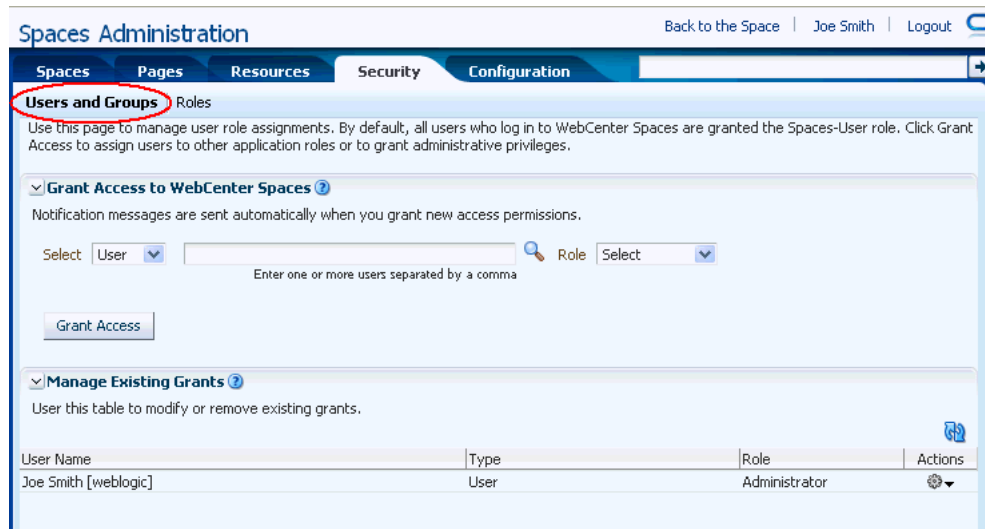 Spaces Administration
Back to the Space | Joe Smith | Logout
Spaces Pages Resources Security Configuration
Users and Groups | Roles
Use this page to manage user role assignments. By default, all users who log in to WebCenter Spaces are granted the Spaces-User role. Click Grant
Access to assign users to other application roles or to grant administrative privileges.
Grant Access to WebCenter Spaces
Notification messages are sent automatically when you grant new access permissions.
Select User Role Select
Enter one or more users separated by a comma
Grant Access
Manage Existing Grants
User this table to modify or remove existing grants.
User Name Type Role Actions
Joe Smith [weblogic] User Administrator